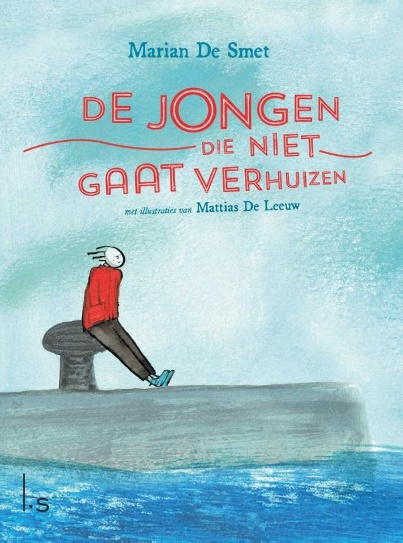 Marian De Smet
DE JONGEN
DIE NIET
GAAT VERHUIZEN
met illustraties van Mattias De Leeuw
l.s